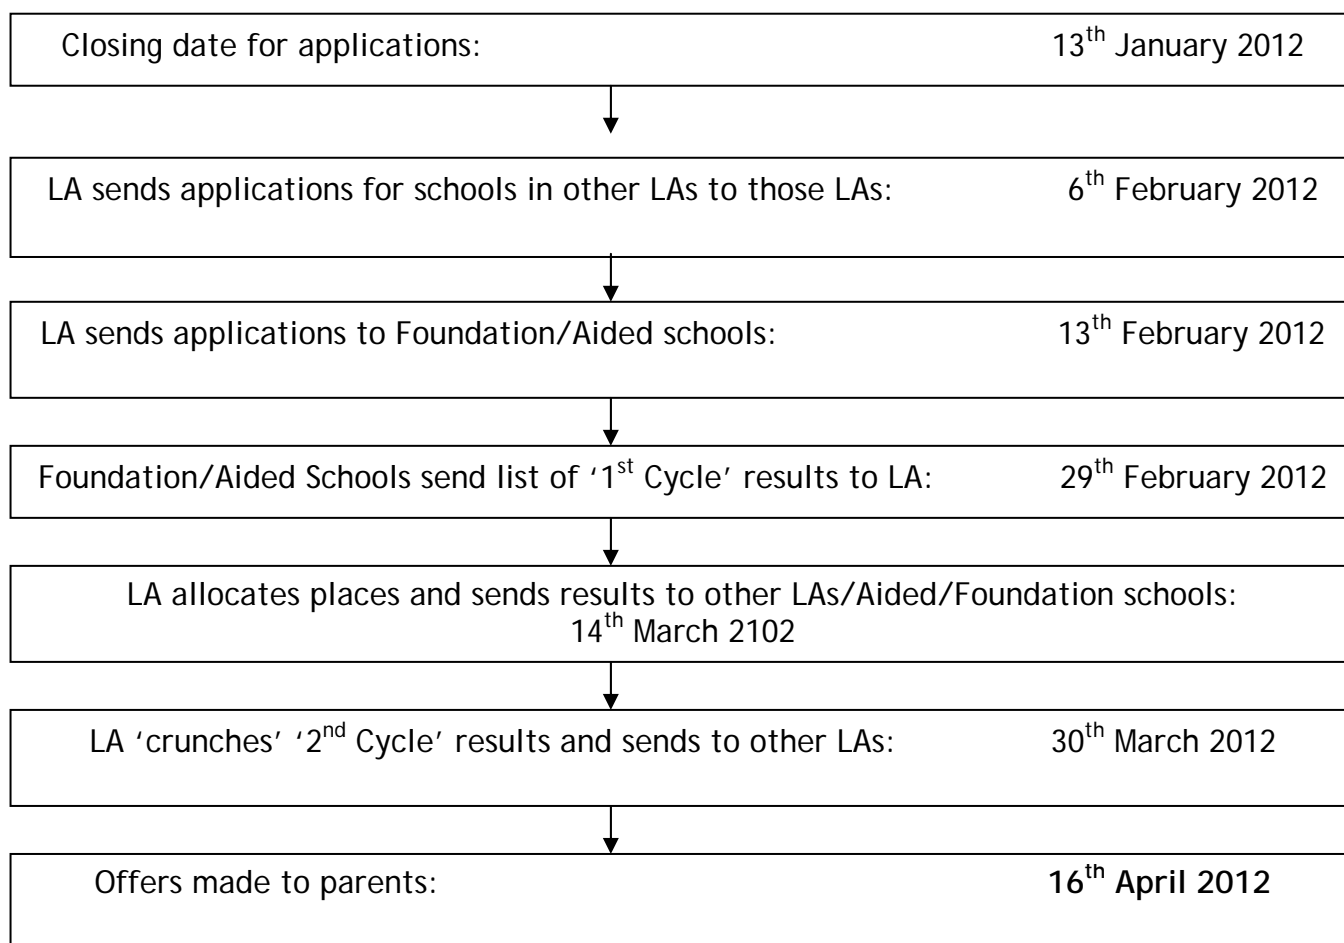 Closing date for applications: 13th January 2012
LA sends applications for schools in other LAs to those LAs: 6th February 2012
LA sends applications to Foundation/Aided schools: 13th February 2012
Foundation/Aided Schools send list of ‘1st Cycle’ results to LA: 29th February 2012
LA allocates places and sends results to other LAs/Aided/Foundation schools:
14th March 2102
LA ‘crunches’ ‘2nd Cycle’ results and sends to other LAs: 30th March 2012
Offers made to parents: 16th April 2012